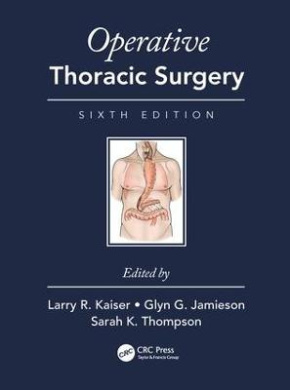 Operative
Thoracic Surgery
SIXTH EDITION
Edited by
Larry R. Kaiser • Glyn G. Jamieson
Sarah K. Thompson
CRC
CRC Press
Taylor & Francis Group